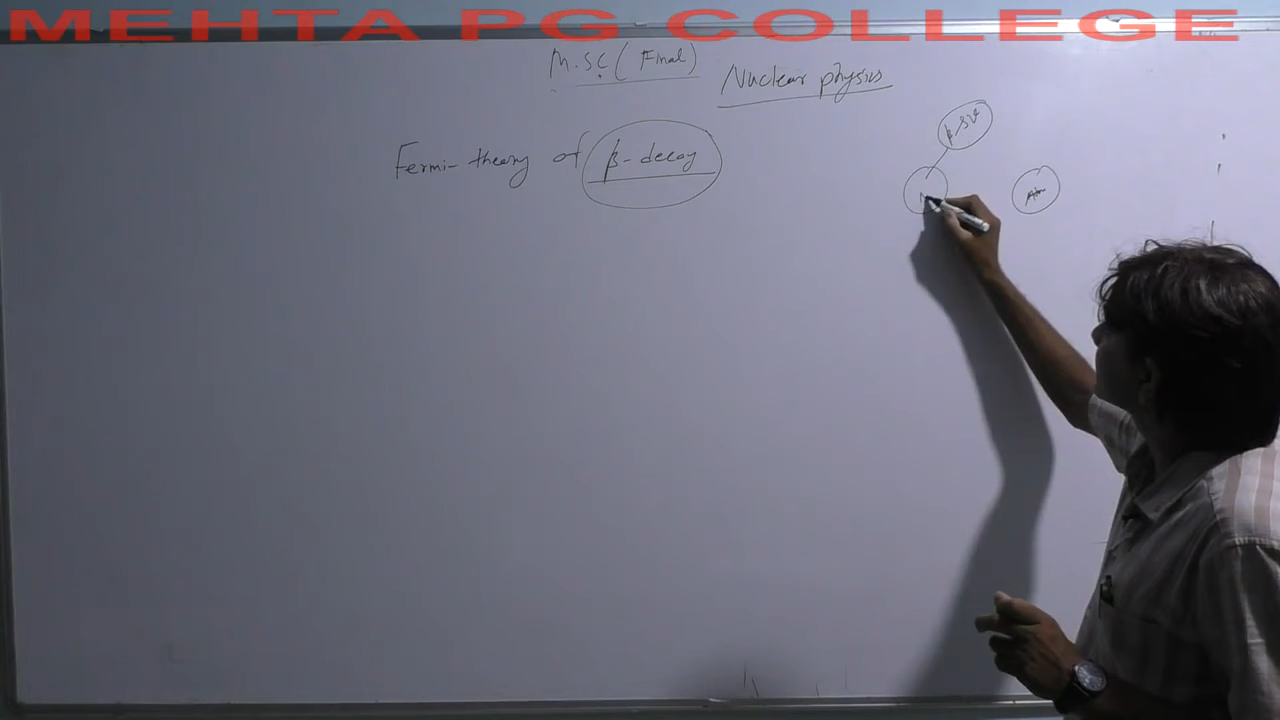 MEHTA PG COLLEGE
M.SC ( Final )
Nuclear physics
Fermi- theory of β- decay